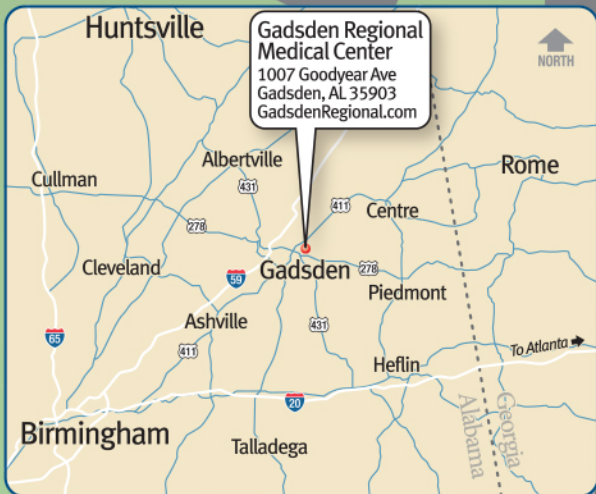 Huntsville
Gadsden Regional
Medical Center
1007 Goodyear Ave
Gadsden, AL 35903
GadsdenRegional.com
NORTH
Albertville
Rome
Cullman
431
411
Centre
278
Cleveland
59
Gadsden
278
Piedmont
Ashville
431
65
411
Heflin
To Atlanta
20
Birmingham
Talladega
Alabama
Georgia